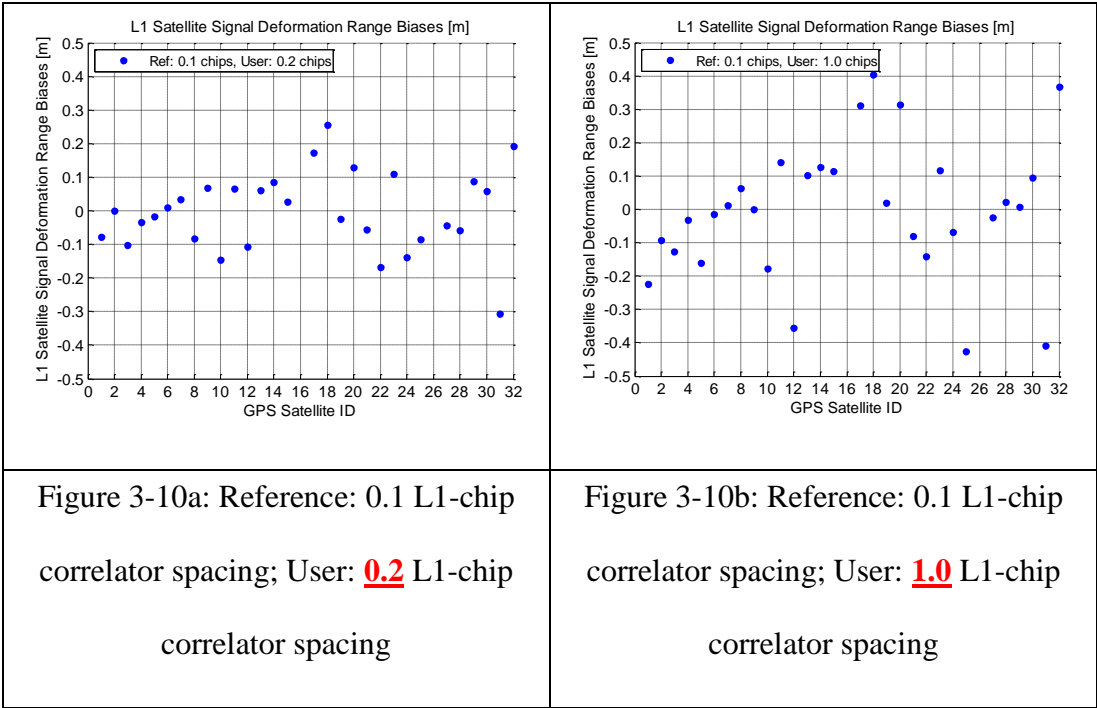 L1 Satellite Signal Deformation Range Biases [m]
L1 Satellite Signal Deformation Range Biases [m]
0.5
0.4
0.3
0.2
0.1
0
-0.1
-0.2
-0.3
-0.4
-0.5
Ref: 0.1 chips, User: 0.2 chips
0 2 4 6 8 10 12 14 16 18 20 22 24 26 28 30 32
GPS Satellite ID
L1 Satellite Signal Deformation Range Biases [m]
L1 Satellite Signal Deformation Range Biases [m]
0.5
0.4
0.3
0.2
0.1
0
-0.1
-0.2
-0.3
-0.4
-0.5
Ref: 0.1 chips, User: 1.0 chips
0 2 4 6 8 10 12 14 16 18 20 22 24 26 28 30 32
GPS Satellite ID
Figure 3-10a: Reference: 0.1 L1-chip
correlator spacing; User: 0.2 L1-chip
correlator spacing
Figure 3-10b: Reference: 0.1 L1-chip
correlator spacing; User: 1.0 L1-chip
correlator spacing